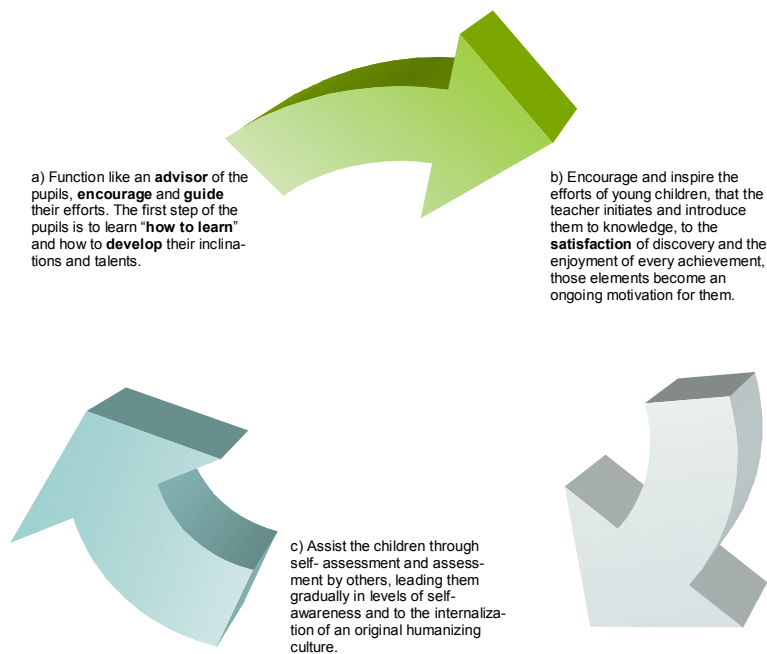 a) Function like an advisor of the
pupils, encourage and guide
their efforts. The first step of the
pupils is to learn “how to learn”
and how to develop their inclina-
tions and talents.
b) Encourage and inspire the
efforts of young children, that the
teacher initiates and introduce
them to knowledge, to the
satisfaction of discovery and the
enjoyment of every achievement,
those elements become an
ongoing motivation for them.
c) Assist the children through
self- assessment and assess-
ment by others, leading them
gradually in levels of self-
awareness and to the internaliza-
tion of an original humanizing
culture.